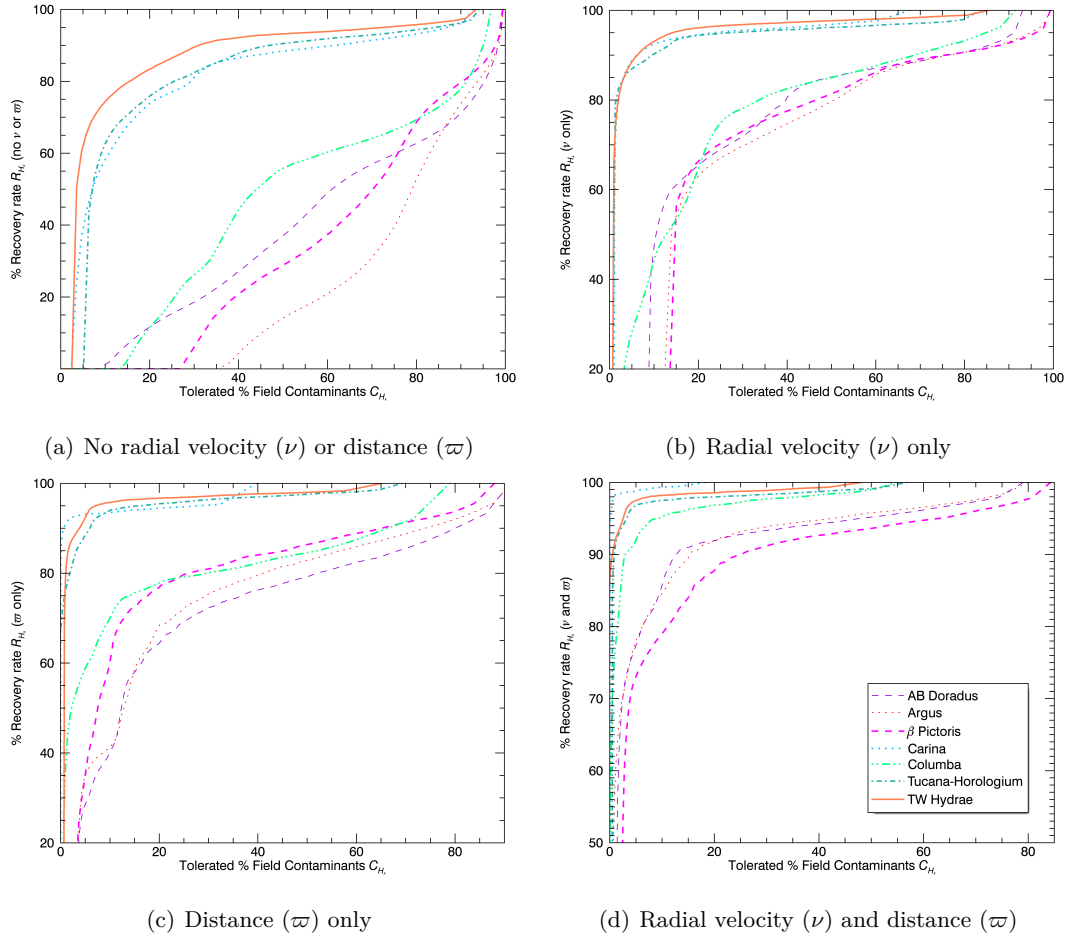 100
80
60
40
20
0 20 40 60 80 100
% Recovery rate R_H, (no ν or ϖ)
Tolerated % Field Contaminants C_H,
(a) No radial velocity (ν) or distance (ϖ)
100
80
60
40
20
0 20 40 60 80 100
% Recovery rate R_H, (ν only)
Tolerated % Field Contaminants C_H,
(b) Radial velocity (ν) only
100
80
60
40
20
0 20 40 60 80
% Recovery rate R_H, (ϖ only)
Tolerated % Field Contaminants C_H,
(c) Distance (ϖ) only
100
90
80
70
60
50
0 20 40 60 80
% Recovery rate R_H, (ν and ϖ)
Tolerated % Field Contaminants C_H,
AB Doradus
Argus
β Pictoris
Carina
Columba
Tucana-Horologium
TW Hydrae
(d) Radial velocity (ν) and distance (ϖ)